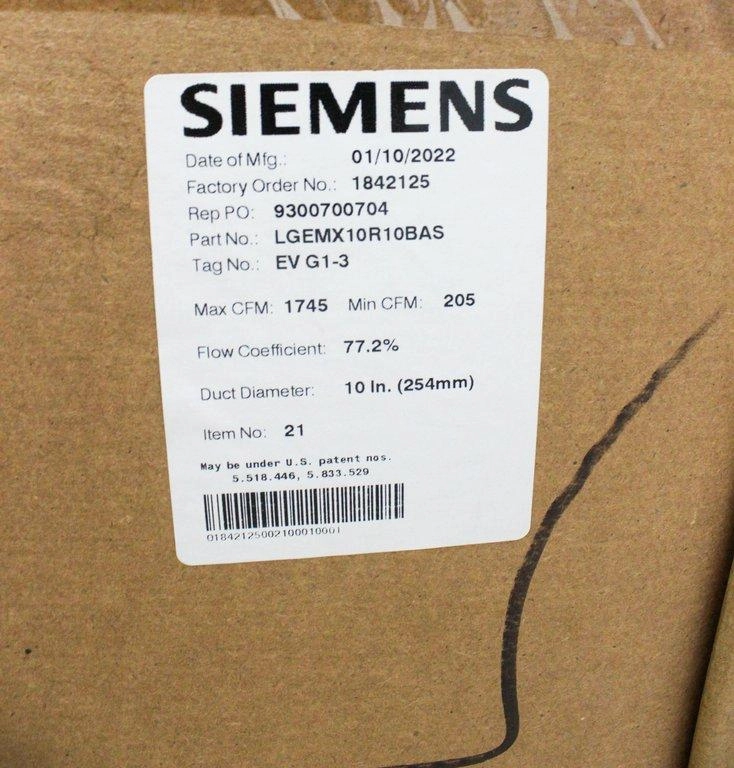 SIEMENS
Date of Mfg.: 01/10/2022
Factory Order No.: 1842125
Rep PO: 9300700704
Part No.: LGEMX10R10BAS
Tag No.: EV G1-3
Max CFM: 1745 Min CFM: 205
Flow Coefficient: 77.2%
Duct Diameter: 10 In. (254mm)
Item No: 21
May be under U.S. patent nos.
5.518.446, 5.833.529
01842125002100010001